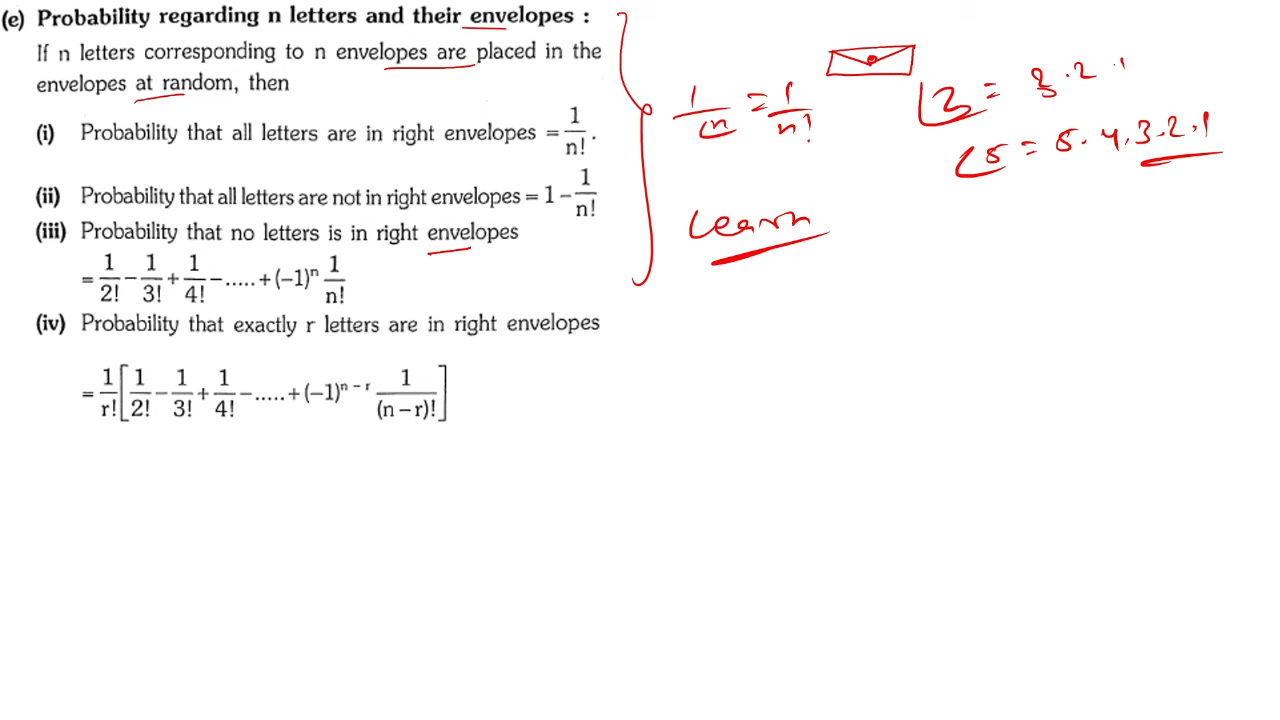 (e) Probability regarding n letters and their envelopes :
If n letters corresponding to n envelopes are placed in the
envelopes at random, then
(i) Probability that all letters are in right envelopes = 1/n!.
(ii) Probability that all letters are not in right envelopes = 1 − 1/n!
(iii) Probability that no letters is in right envelopes
= 1/2! − 1/3! + 1/4! − ..... + (−1)ⁿ 1/n!
(iv) Probability that exactly r letters are in right envelopes
= 1/r! [1/2! − 1/3! + 1/4! − ..... + (−1)ⁿ⁻ʳ 1/(n−r)!]
1/∟n = 1/n!
Learn
∟3 = 3·2·1
∟5 = 5·4·3·2·1